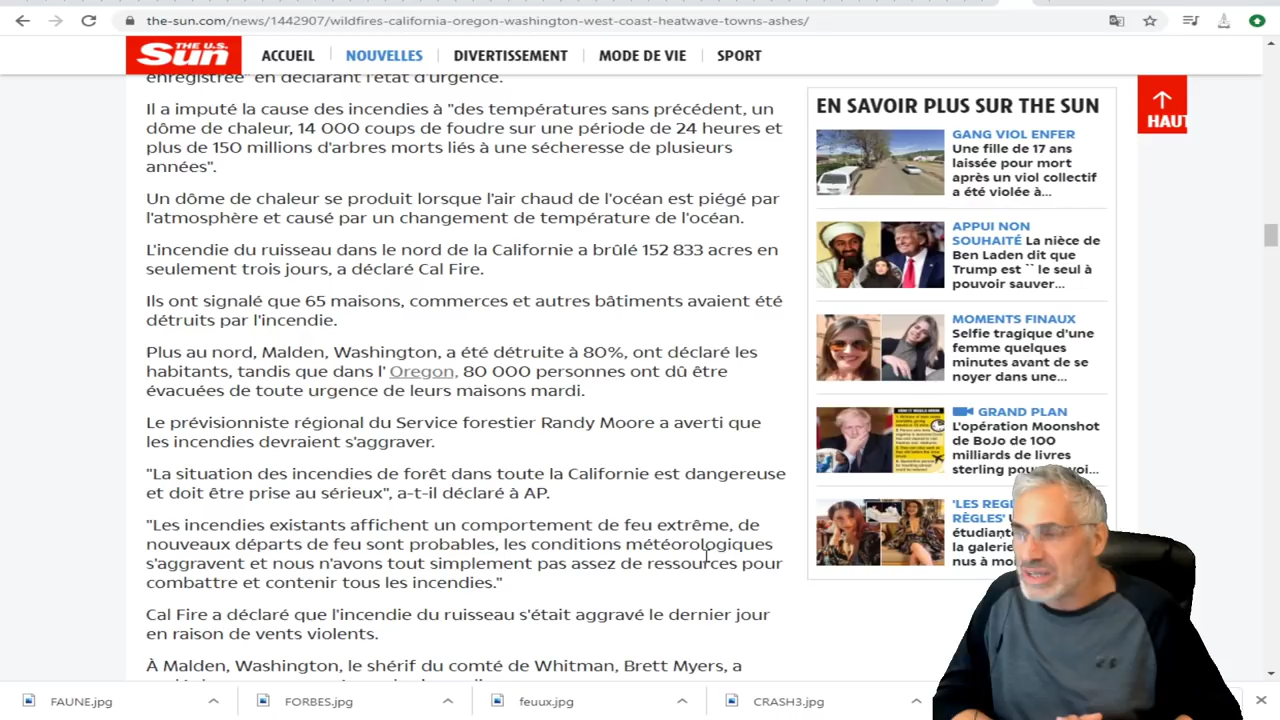 the-sun.com/news/1442907/wildfires-california-oregon-washington-west-coast-heatwave-towns-ashes/
THE U.S.
Sun
ACCUEIL
NOUVELLES
DIVERTISSEMENT
MODE DE VIE
SPORT
enregistrée" en déclarant l'état d'urgence.
Il a imputé la cause des incendies à "des températures sans précédent, un
dôme de chaleur, 14 000 coups de foudre sur une période de 24 heures et
plus de 150 millions d'arbres morts liés à une sécheresse de plusieurs
années".
Un dôme de chaleur se produit lorsque l'air chaud de l'océan est piégé par
l'atmosphère et causé par un changement de température de l'océan.
L'incendie du ruisseau dans le nord de la Californie a brûlé 152 833 acres en
seulement trois jours, a déclaré Cal Fire.
Ils ont signalé que 65 maisons, commerces et autres bâtiments avaient été
détruits par l'incendie.
Plus au nord, Malden, Washington, a été détruite à 80%, ont déclaré les
habitants, tandis que dans l' Oregon, 80 000 personnes ont dû être
évacuées de toute urgence de leurs maisons mardi.
Le prévisionniste régional du Service forestier Randy Moore a averti que
les incendies devraient s'aggraver.
"La situation des incendies de forêt dans toute la Californie est dangereuse
et doit être prise au sérieux", a-t-il déclaré à AP.
"Les incendies existants affichent un comportement de feu extrême, de
nouveaux départs de feu sont probables, les conditions météorologiques
s'aggravent et nous n'avons tout simplement pas assez de ressources pour
combattre et contenir tous les incendies."
Cal Fire a déclaré que l'incendie du ruisseau s'était aggravé le dernier jour
en raison de vents violents.
À Malden, Washington, le shérif du comté de Whitman, Brett Myers, a
EN SAVOIR PLUS SUR THE SUN
GANG VIOL ENFER
Une fille de 17 ans
laissée pour mort
après un viol collectif
a été violée à...
APPUI NON
SOUHAITÉ La nièce de
Ben Laden dit que
Trump est `` le seul à
pouvoir sauver...
MOMENTS FINAUX
Selfie tragique d'une
femme quelques
minutes avant de se
noyer dans une...
GRAND PLAN
L'opération Moonshot
de BoJo de 100
milliards de livres
sterling
'LES
RÈGLES'
la
nus à
HAUT
FAUNE.jpg
FORBES.jpg
feuux.jpg
CRASH3.jpg